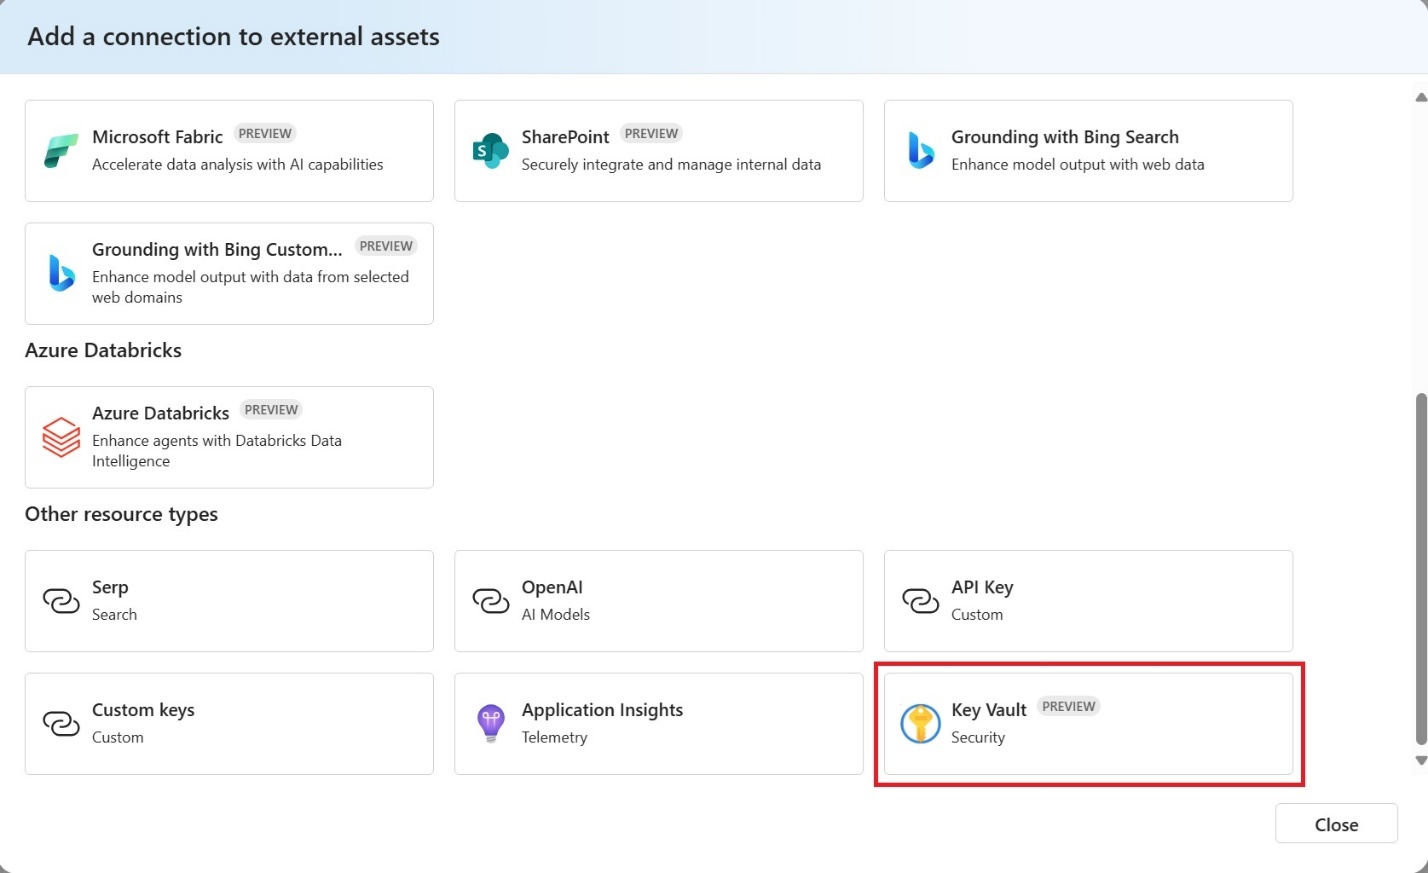 Add a connection to external assets
Microsoft Fabric PREVIEW
Accelerate data analysis with AI capabilities
SharePoint PREVIEW
Securely integrate and manage internal data
Grounding with Bing Search
Enhance model output with web data
Grounding with Bing Custom... PREVIEW
Enhance model output with data from selected
web domains
Azure Databricks
Azure Databricks PREVIEW
Enhance agents with Databricks Data
Intelligence
Other resource types
Serp
Search
OpenAI
AI Models
API Key
Custom
Custom keys
Custom
Application Insights
Telemetry
Key Vault PREVIEW
Security
Close